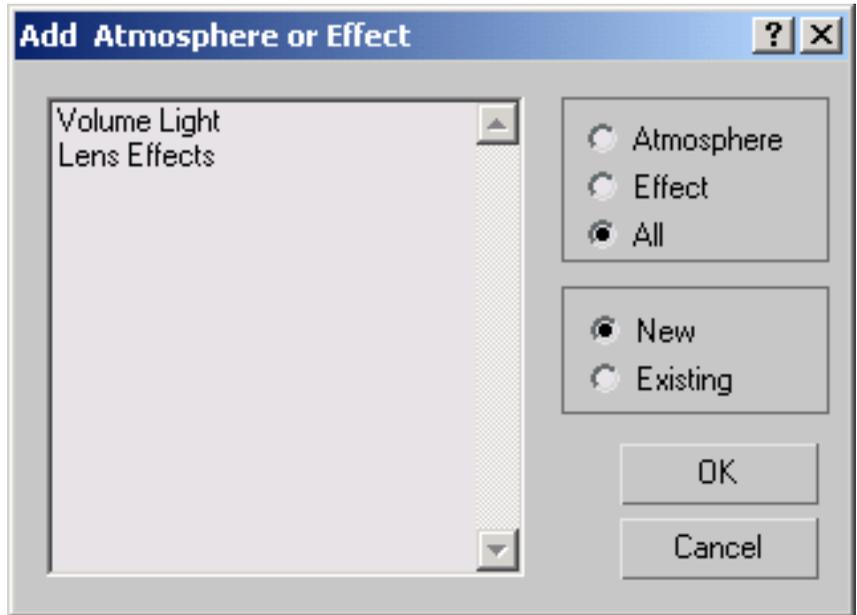 Add Atmosphere or Effect
?
Volume Light
Lens Effects
Atmosphere
Effect
All
New
Existing
OK
Cancel